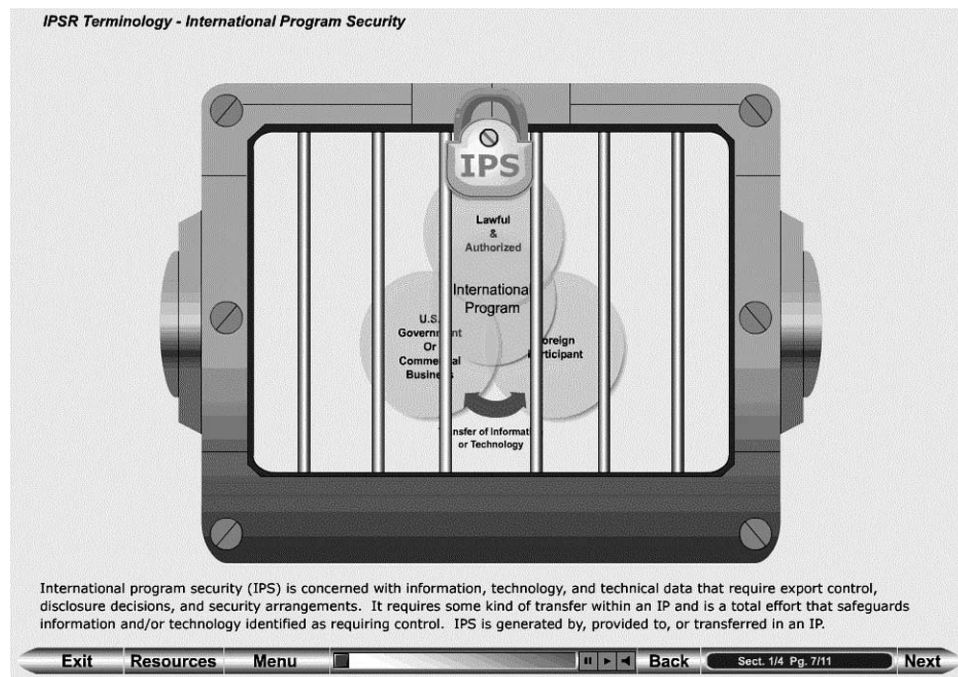 IPSR Terminology - International Program Security
IPS
Lawful
&
Authorized
International
Program
U.S.
Or
or Technology
International program security (IPS) is concerned with information, technology, and technical data that require export control,
disclosure decisions, and security arrangements.  It requires some kind of transfer within an IP and is a total effort that safeguards
information and/or technology identified as requiring control.  IPS is generated by, provided to, or transferred in an IP.
Exit Resources Menu Back Sect. 1/4 Pg. 7/11 Next